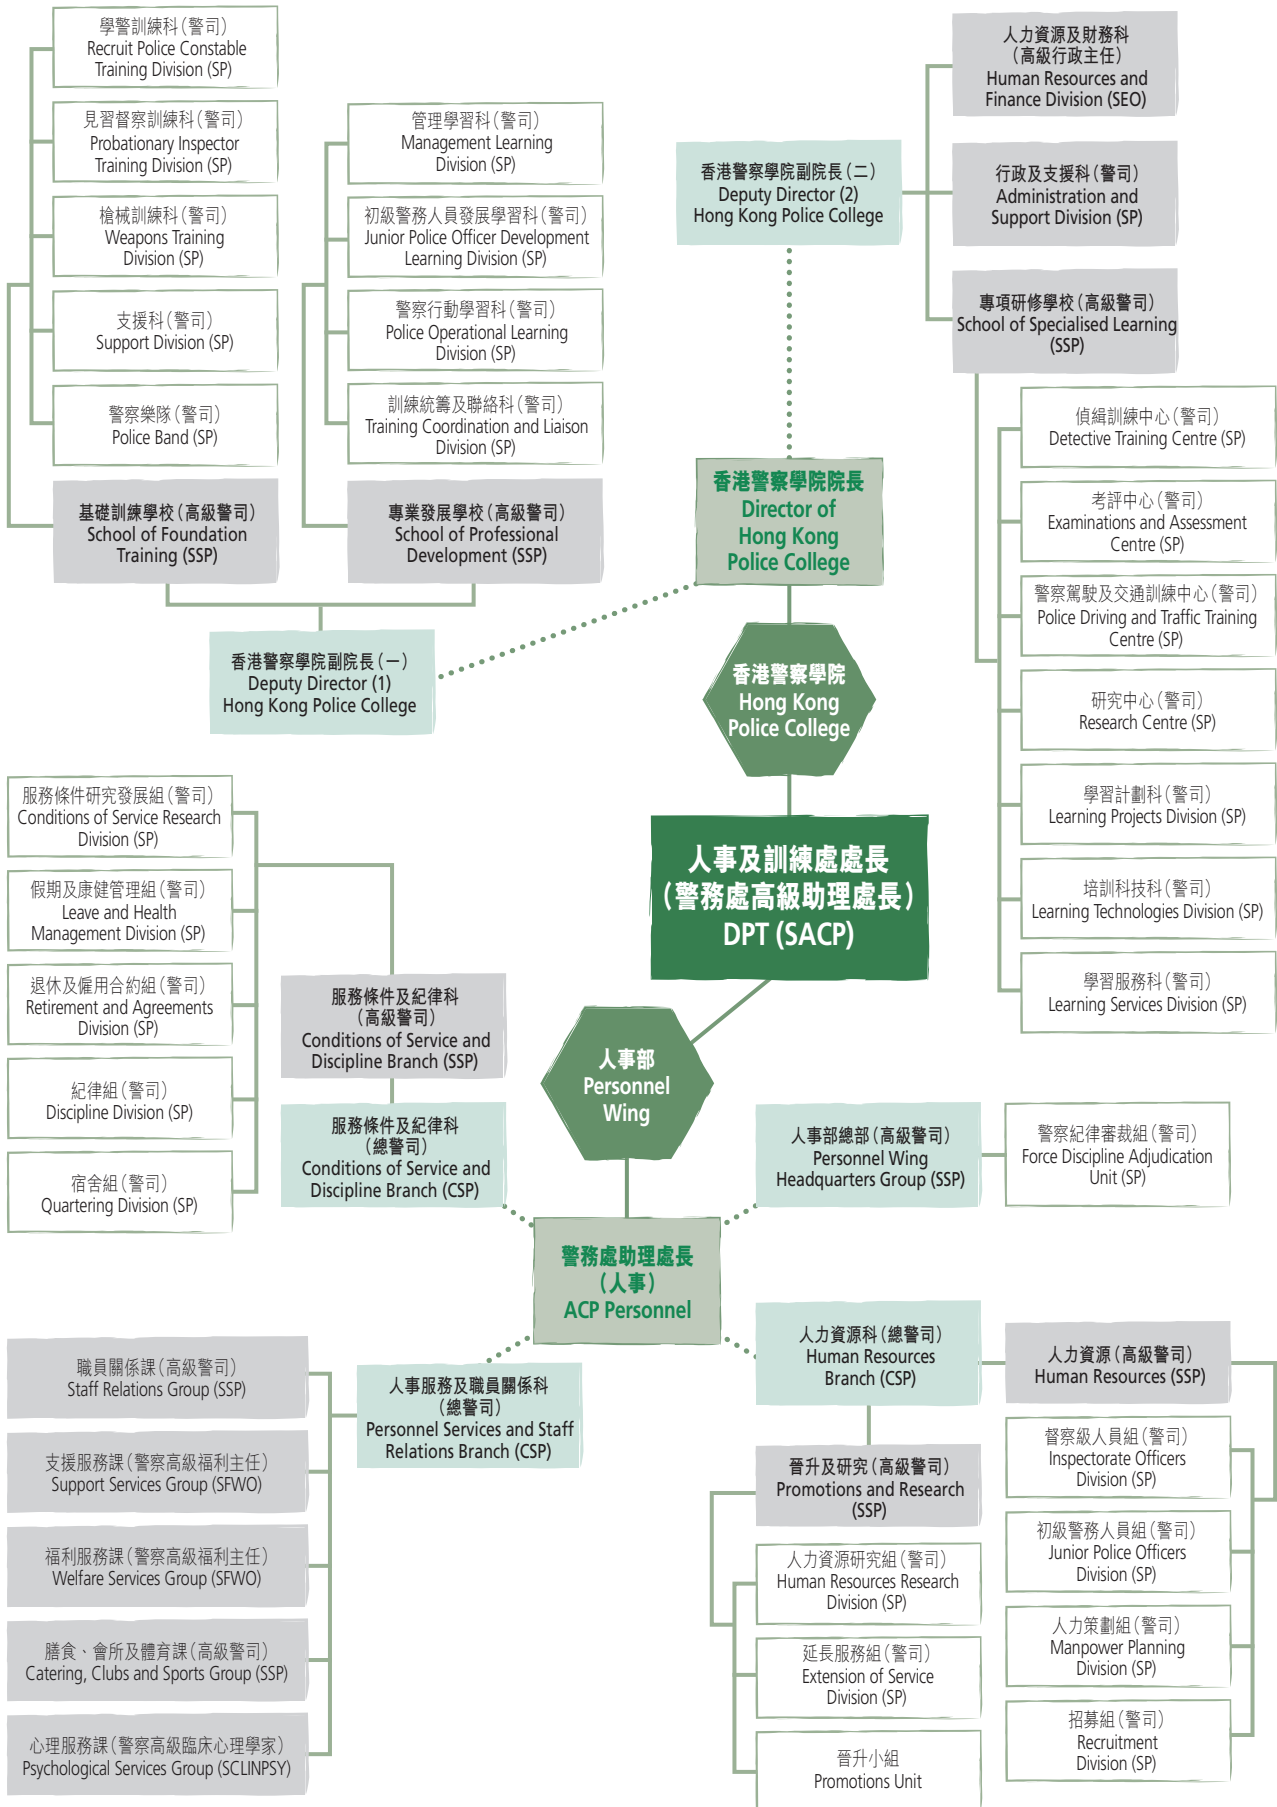 學警訓練科(警司)
Recruit Police Constable
Training Division (SP)
見習督察訓練科(警司)
Probationary Inspector
Training Division (SP)
槍械訓練科(警司)
Weapons Training
Division (SP)
支援科(警司)
Support Division (SP)
警察樂隊(警司)
Police Band (SP)
基礎訓練學校(高級警司)
School of Foundation
Training (SSP)
管理學習科(警司)
Management Learning
Division (SP)
初級警務人員發展學習科(警司)
Junior Police Officer Development
Learning Division (SP)
警察行動學習科(警司)
Police Operational Learning
Division (SP)
訓練統籌及聯絡科(警司)
Training Coordination and Liaison
Division (SP)
專業發展學校(高級警司)
School of Professional
Development (SSP)
香港警察學院副院長(一)
Deputy Director (1)
Hong Kong Police College
香港警察學院副院長(二)
Deputy Director (2)
Hong Kong Police College
人力資源及財務科
(高級行政主任)
Human Resources and
Finance Division (SEO)
行政及支援科(警司)
Administration and
Support Division (SP)
專項研修學校(高級警司)
School of Specialised Learning
(SSP)
偵緝訓練中心(警司)
Detective Training Centre (SP)
考評中心(警司)
Examinations and Assessment
Centre (SP)
警察駕駛及交通訓練中心(警司)
Police Driving and Traffic Training
Centre (SP)
研究中心(警司)
Research Centre (SP)
學習計劃科(警司)
Learning Projects Division (SP)
培訓科技科(警司)
Learning Technologies Division (SP)
學習服務科(警司)
Learning Services Division (SP)
香港警察學院院長
Director of
Hong Kong
Police College
香港警察學院
Hong Kong
Police College
人事及訓練處處長
(警務處高級助理處長)
DPT (SACP)
人事部
Personnel
Wing
服務條件研究發展組(警司)
Conditions of Service Research
Division (SP)
假期及康健管理組(警司)
Leave and Health
Management Division (SP)
退休及僱用合約組(警司)
Retirement and Agreements
Division (SP)
紀律組(警司)
Discipline Division (SP)
宿舍組(警司)
Quartering Division (SP)
服務條件及紀律科
(高級警司)
Conditions of Service and
Discipline Branch (SSP)
服務條件及紀律科
(總警司)
Conditions of Service and
Discipline Branch (CSP)
人事部總部(高級警司)
Personnel Wing
Headquarters Group (SSP)
警察紀律審裁組(警司)
Force Discipline Adjudication
Unit (SP)
警務處助理處長
(人事)
ACP Personnel
職員關係課(高級警司)
Staff Relations Group (SSP)
支援服務課(警察高級福利主任)
Support Services Group (SFWO)
福利服務課(警察高級福利主任)
Welfare Services Group (SFWO)
膳食、會所及體育課(高級警司)
Catering, Clubs and Sports Group (SSP)
心理服務課(警察高級臨床心理學家)
Psychological Services Group (SCLINPSY)
人事服務及職員關係科
(總警司)
Personnel Services and Staff
Relations Branch (CSP)
人力資源科(總警司)
Human Resources
Branch (CSP)
晉升及研究(高級警司)
Promotions and Research
(SSP)
人力資源研究組(警司)
Human Resources Research
Division (SP)
延長服務組(警司)
Extension of Service
Division (SP)
晉升小組
Promotions Unit
人力資源(高級警司)
Human Resources (SSP)
督察級人員組(警司)
Inspectorate Officers
Division (SP)
初級警務人員組(警司)
Junior Police Officers
Division (SP)
人力策劃組(警司)
Manpower Planning
Division (SP)
招募組(警司)
Recruitment
Division (SP)